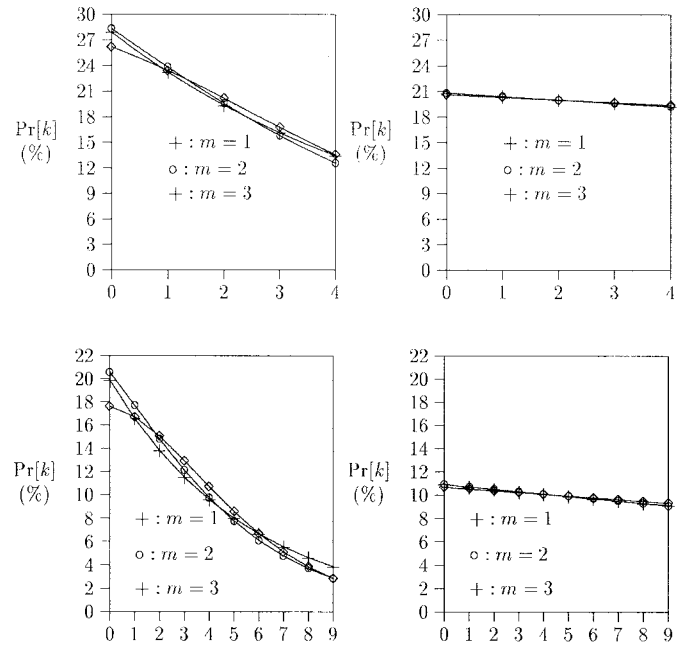 30
27
24
21
18
15
12
9
6
3
0
Pr[k]
(%)
+ : m = 1
o : m = 2
+ : m = 3
0 1 2 3 4
30
27
24
21
18
15
12
9
6
3
0
Pr[k]
(%)
+ : m = 1
o : m = 2
+ : m = 3
0 1 2 3 4
22
20
18
16
14
12
10
8
6
4
2
0
Pr[k]
(%)
+ : m = 1
o : m = 2
+ : m = 3
0 1 2 3 4 5 6 7 8 9
22
20
18
16
14
12
10
8
6
4
2
0
Pr[k]
(%)
+ : m = 1
o : m = 2
+ : m = 3
0 1 2 3 4 5 6 7 8 9